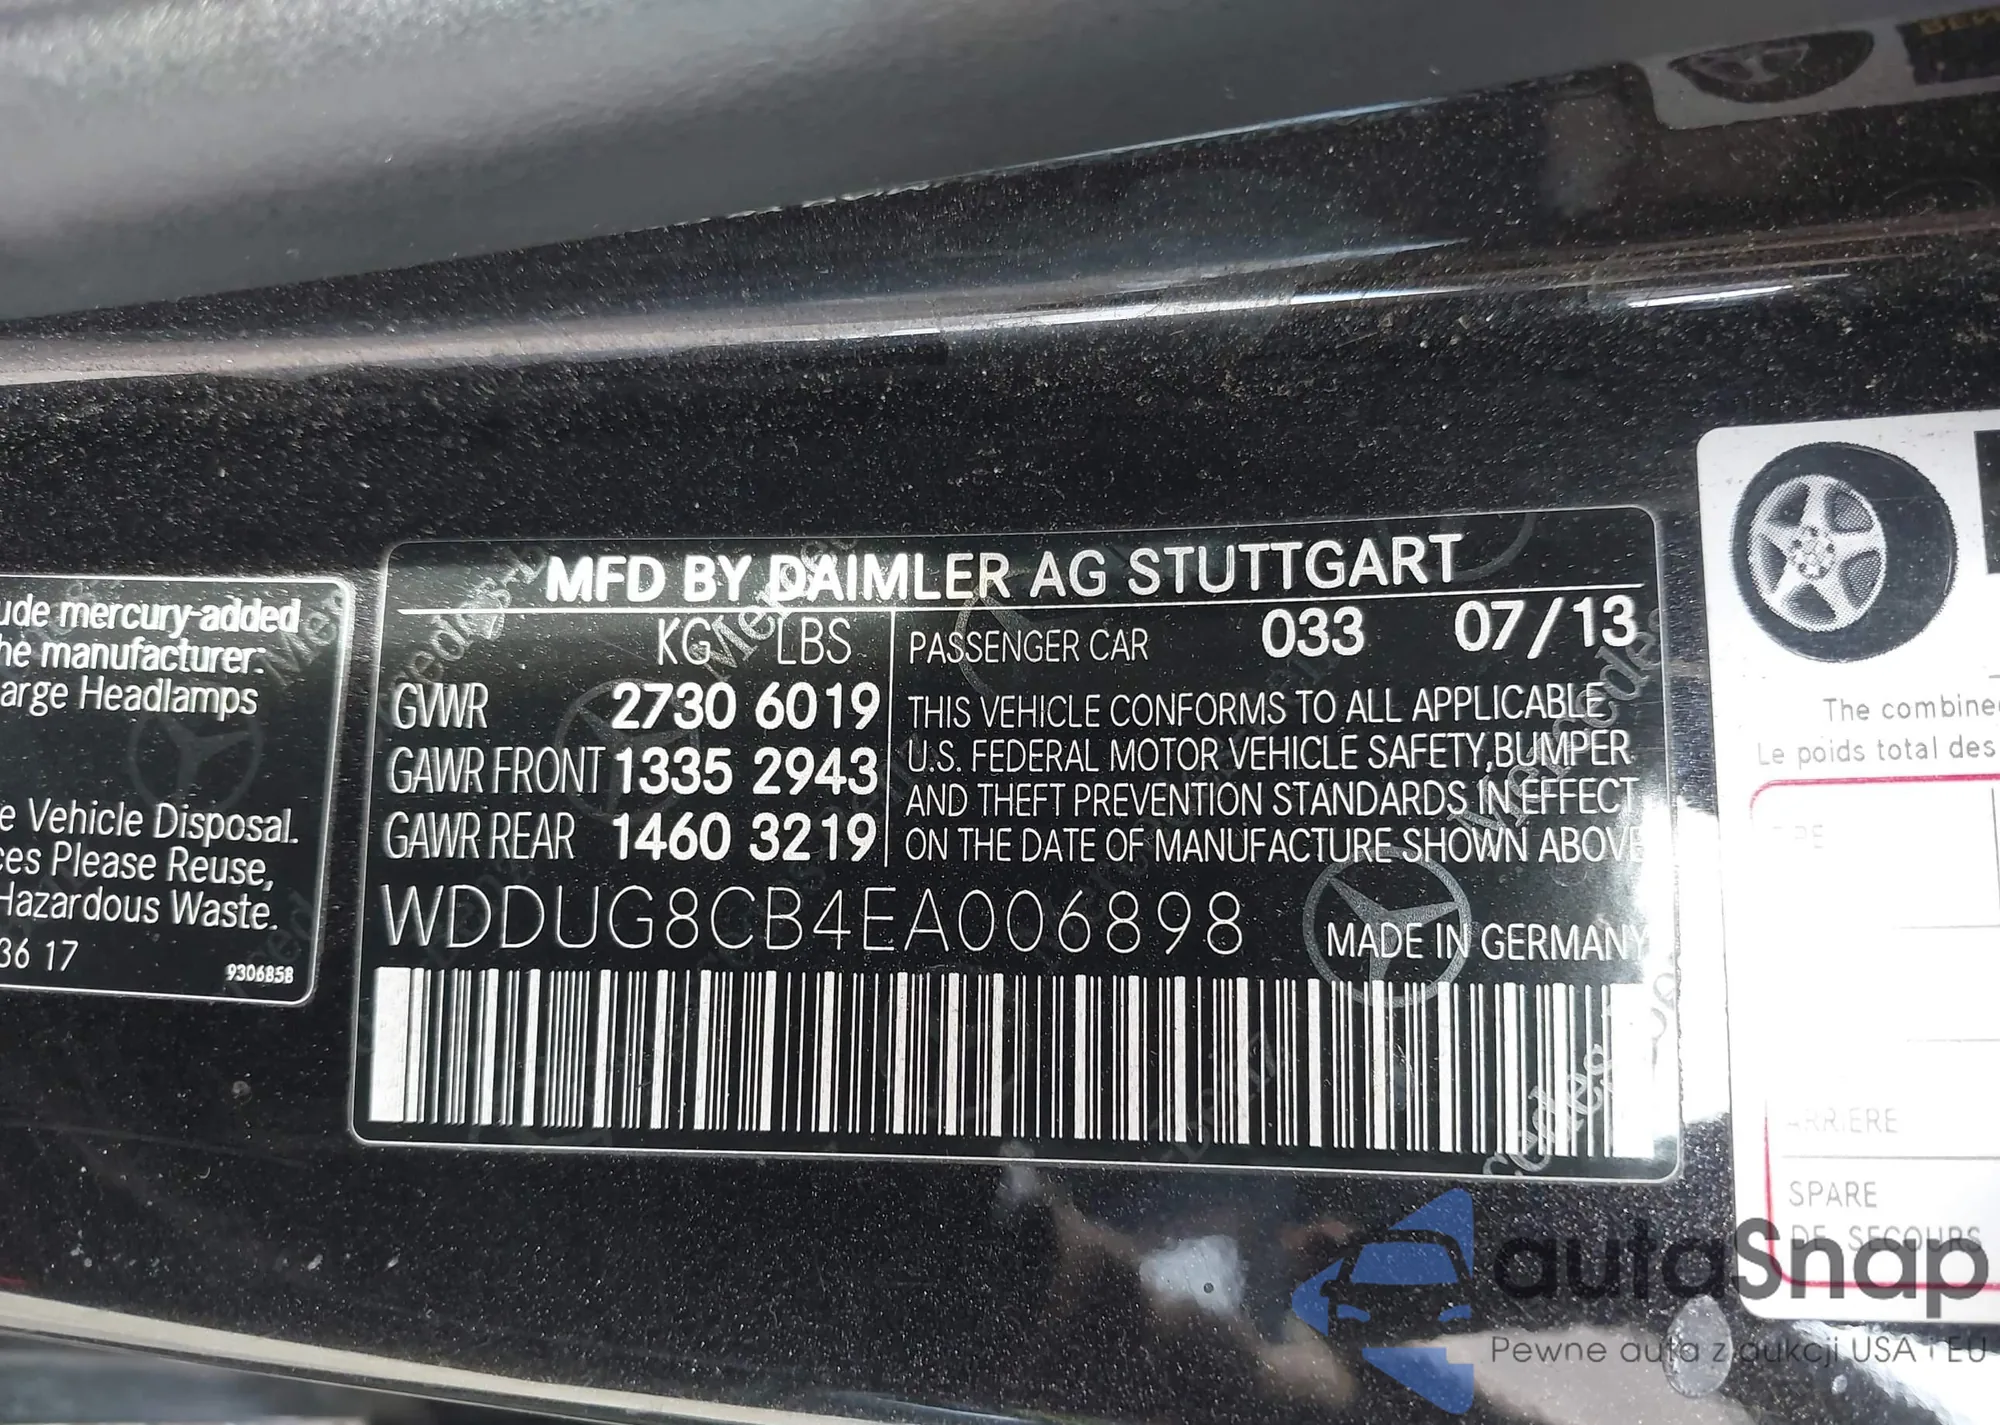 ude mercury-added
he manufacturer:
arge Headlamps
e Vehicle Disposal.
ces Please Reuse,
Hazardous Waste.
36 17
9306858
MFD BY DAIMLER AG STUTTGART
KG LBS
GVWR 2730 6019
GAWR FRONT 1335 2943
GAWR REAR 1460 3219
PASSENGER CAR 033 07/13
THIS VEHICLE CONFORMS TO ALL APPLICABLE
U.S. FEDERAL MOTOR VEHICLE SAFETY,BUMPER
AND THEFT PREVENTION STANDARDS IN EFFECT
ON THE DATE OF MANUFACTURE SHOWN ABOVE
WDDUG8CB4EA006898
MADE IN GERMANY
The combined
Le poids total des
ARRIERE
SPARE
DE SECOURS
autaSnap
Pewne auta z aukcji USA i EU